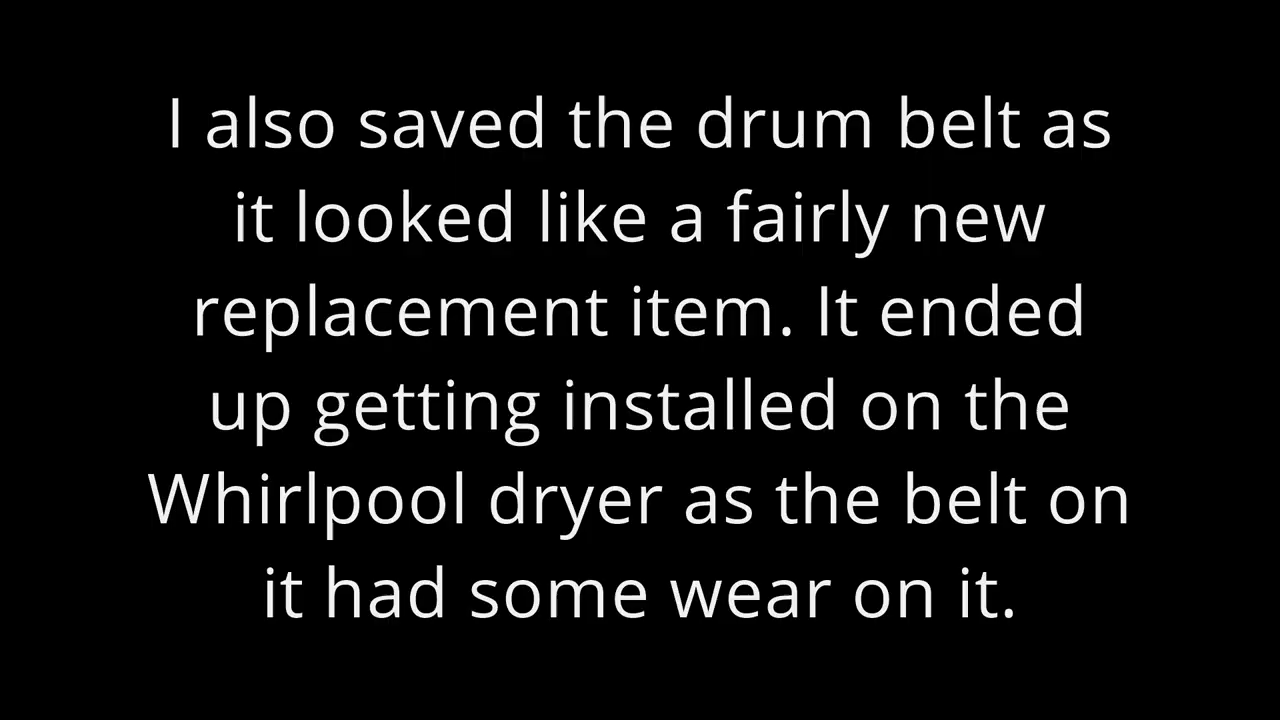 I also saved the drum belt as
it looked like a fairly new
replacement item. It ended
up getting installed on the
Whirlpool dryer as the belt on
it had some wear on it.